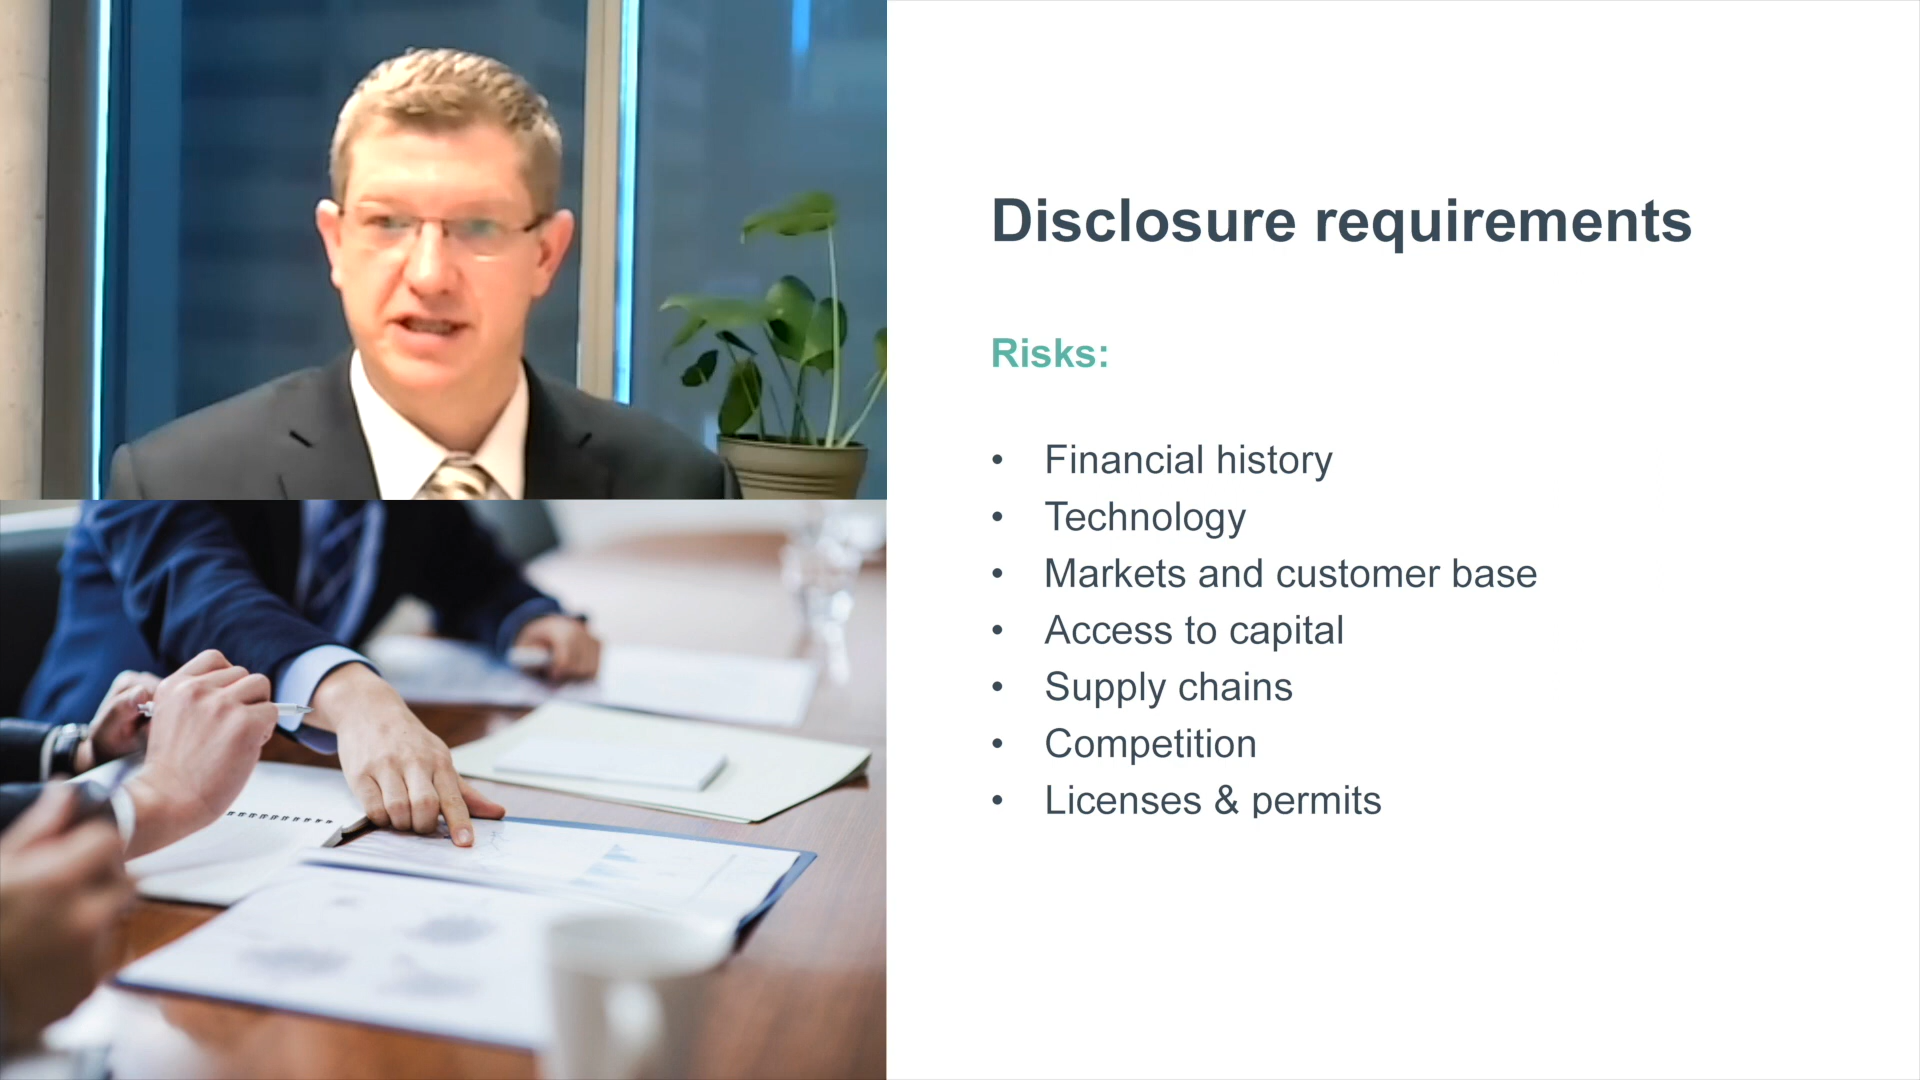 Disclosure requirements
Risks:
• Financial history
• Technology
• Markets and customer base
• Access to capital
• Supply chains
• Competition
• Licenses & permits